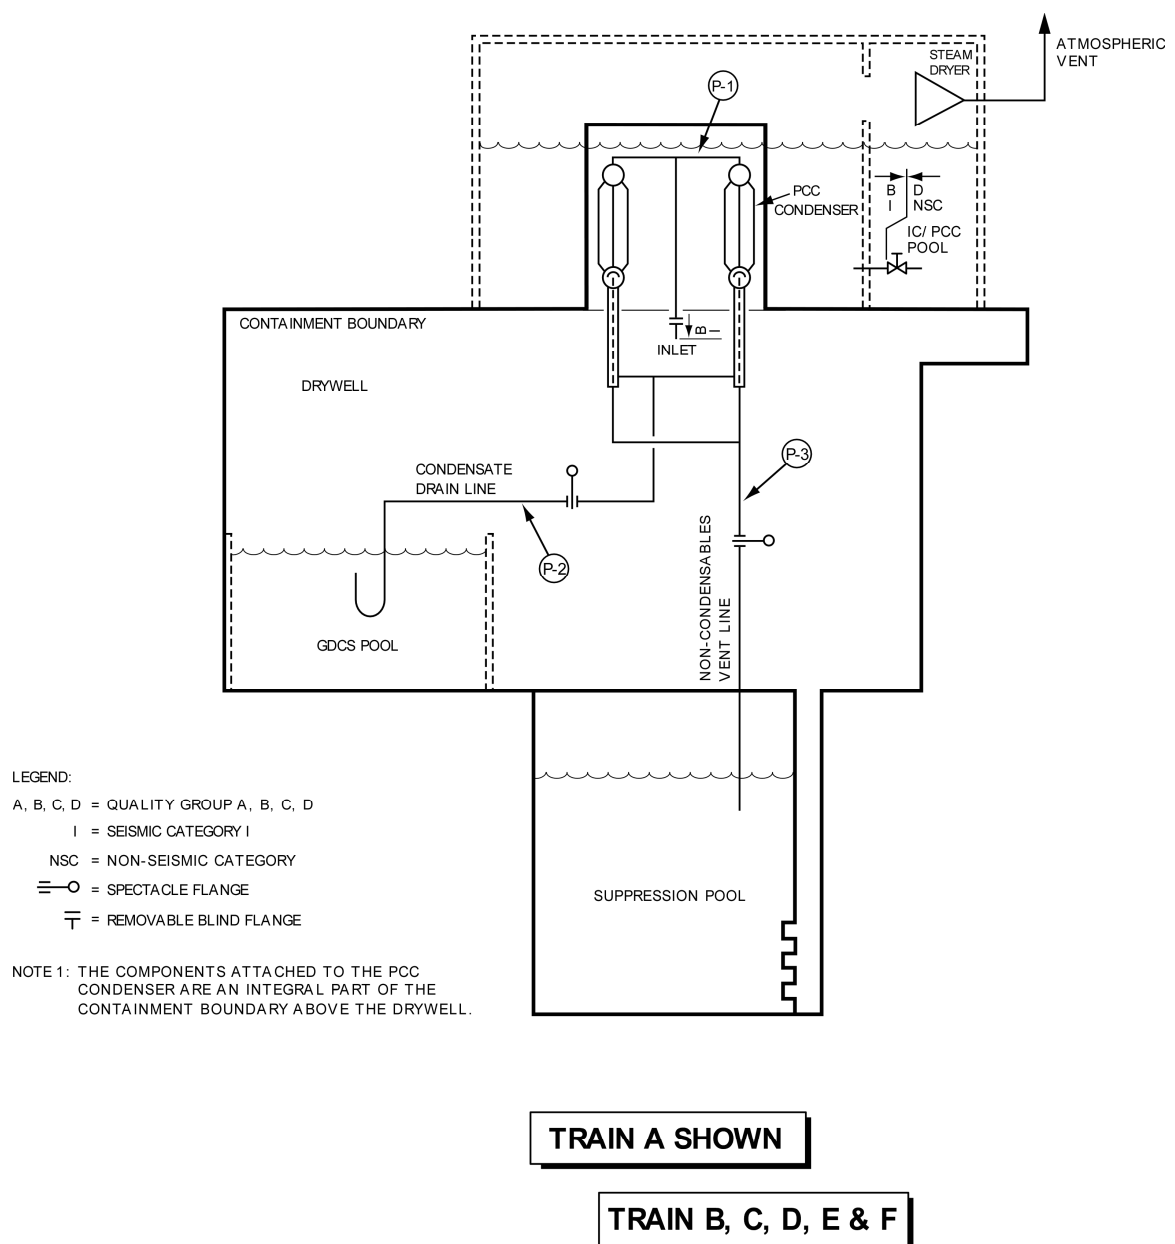 ATMOSPHERIC
VENT
STEAM
DRYER
P-1
PCC
CONDENSER
B
I
D
NSC
IC/ PCC
POOL
CONTAINMENT BOUNDARY
B
I
INLET
DRYWELL
CONDENSATE
DRAIN LINE
P-3
P-2
NON-CONDENSABLES
VENT LINE
GDCS POOL
SUPPRESSION POOL
LEGEND:
A, B, C, D = QUALITY GROUP A, B, C, D
I = SEISMIC CATEGORY I
NSC = NON-SEISMIC CATEGORY
= SPECTACLE FLANGE
= REMOVABLE BLIND FLANGE
NOTE 1: THE COMPONENTS ATTACHED TO THE PCC
CONDENSER ARE AN INTEGRAL PART OF THE
CONTAINMENT BOUNDARY ABOVE THE DRYWELL.
TRAIN A SHOWN
TRAIN B, C, D, E & F